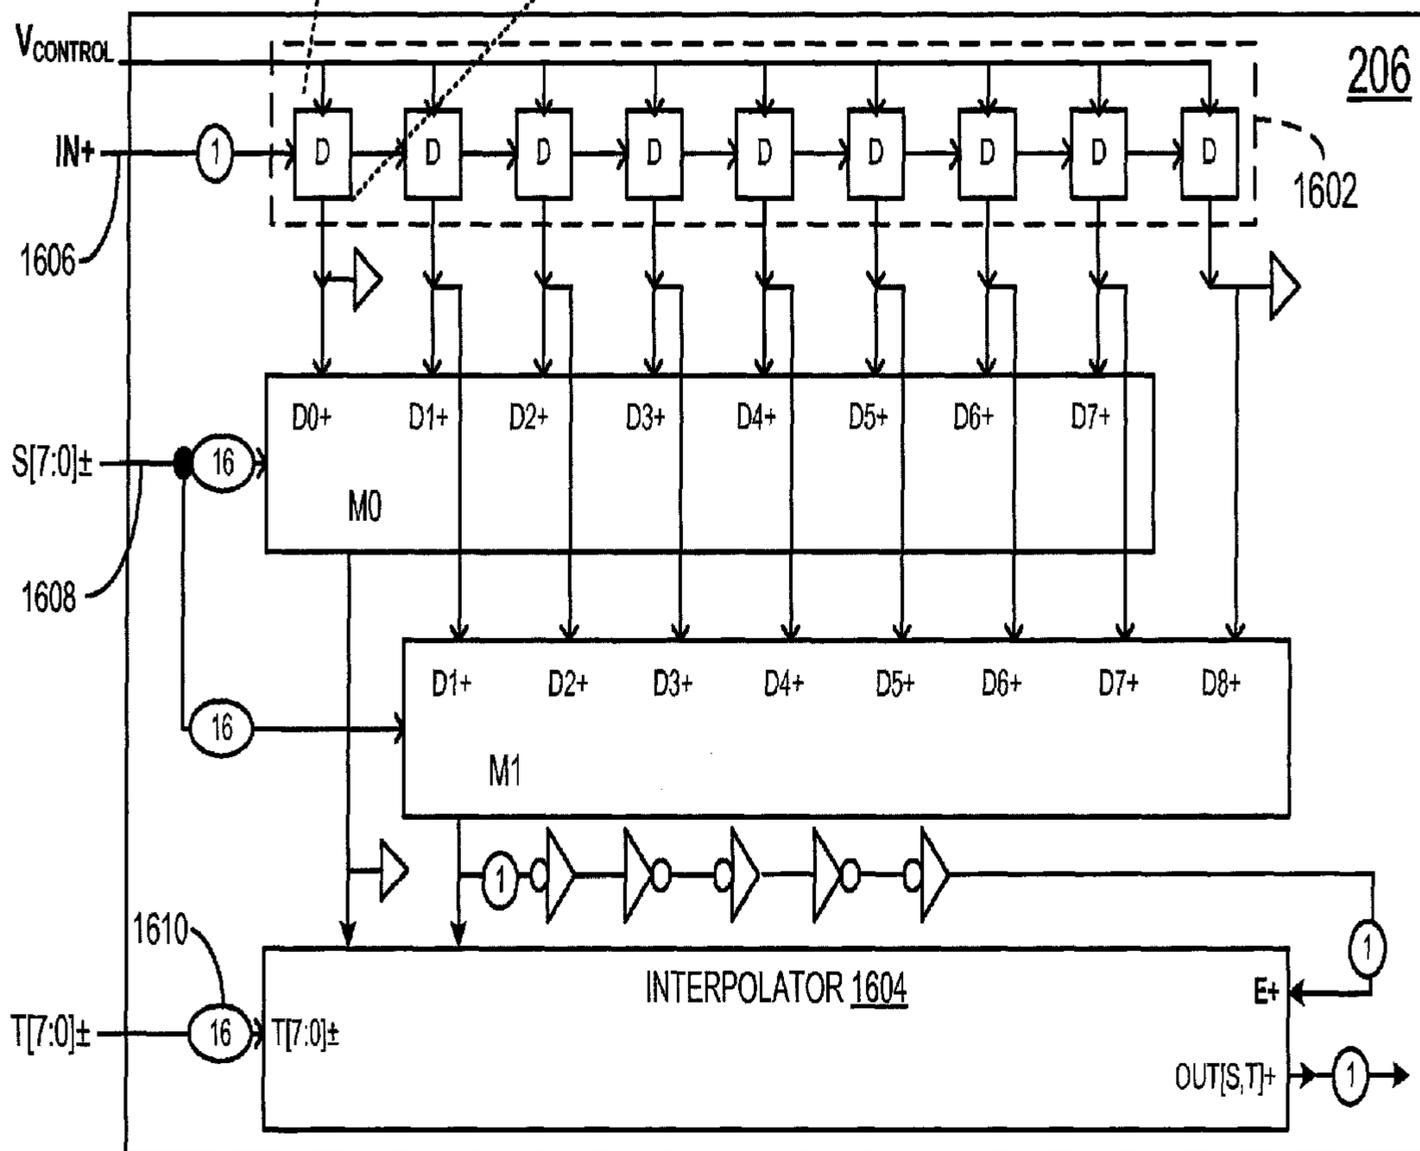 VCONTROL
206
IN+ 1 D D D D D D D D D
1602
1606
D0+ D1+ D2+ D3+ D4+ D5+ D6+ D7+
S[7:0]± 16
M0
1608
D1+ D2+ D3+ D4+ D5+ D6+ D7+ D8+
16
M1
1
1610
1
INTERPOLATOR 1604
E+
T[7:0]± 16 T[7:0]±
OUT[S,T]+ 1